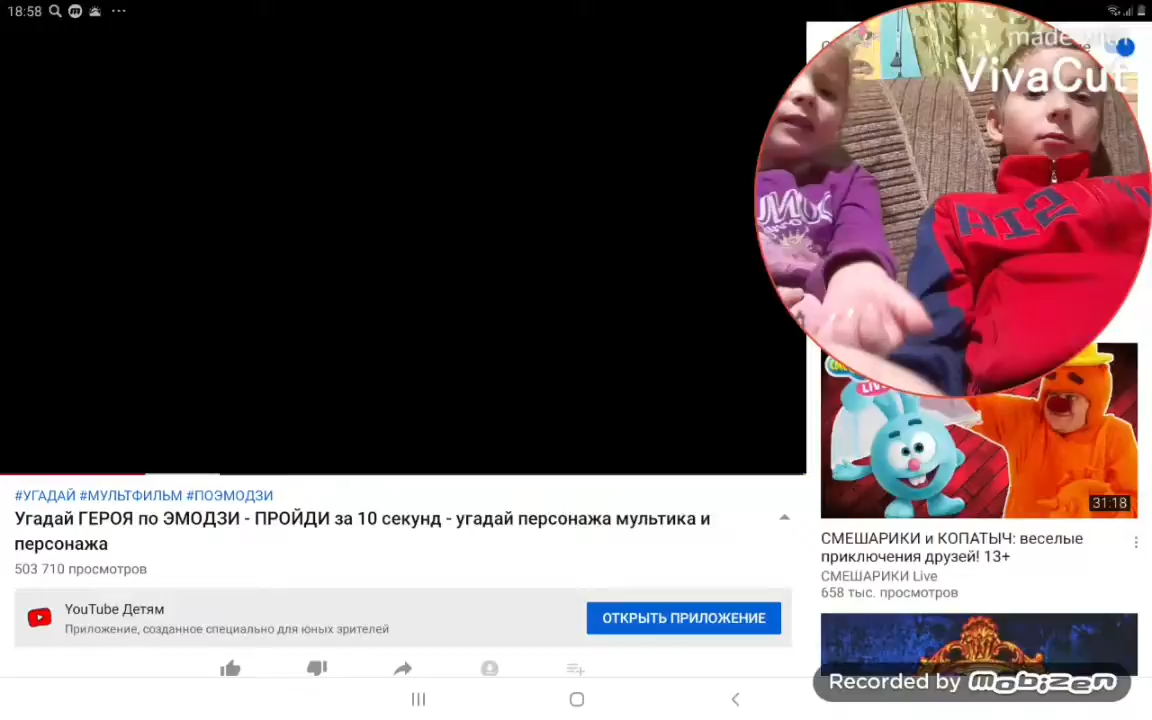 18:58
made with
VivaCut
#УГАДАЙ #МУЛЬТФИЛЬМ #ПОЭМОДЗИ
Угадай ГЕРОЯ по ЭМОДЗИ - ПРОЙДИ за 10 секунд - угадай персонажа мультика и
персонажа
503 710 просмотров
YouTube Детям
Приложение, созданное специально для юных зрителей
ОТКРЫТЬ ПРИЛОЖЕНИЕ
LIVE
31:18
СМЕШАРИКИ и КОПАТЫЧ: веселые
приключения друзей! 13+
СМЕШАРИКИ Live
658 тыс. просмотров
Recorded by mobizen